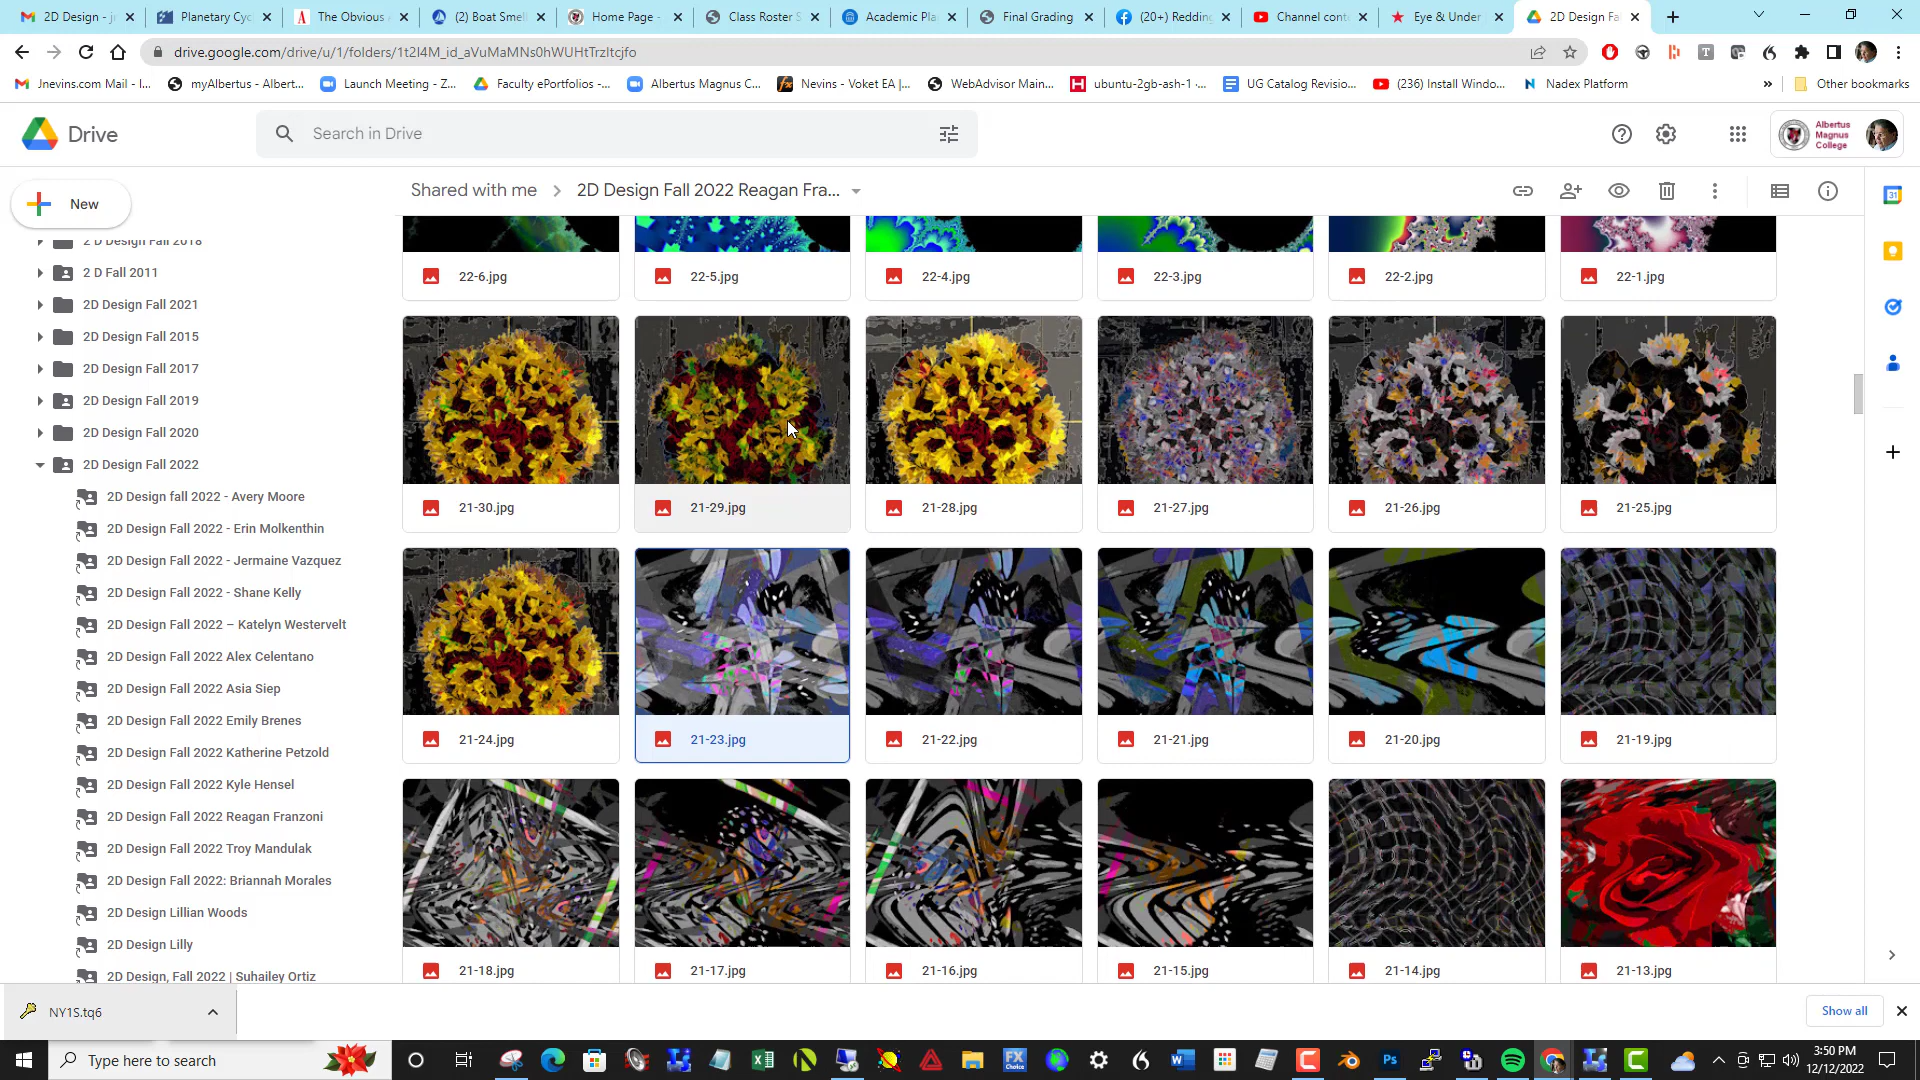 2D Design - jr
Planetary Cyc
The Obvious
(2) Boat Smel
Home Page -
Class Roster S
Academic Pla
Final Grading
(20+) Redding
Channel cont
Eye & Under
2D Design Fa
drive.google.com/drive/u/1/folders/1t2I4M_id_aVuMaMNs0hWUHtTrzItcjfo
Jnevins.com Mail - I...
myAlbertus - Albert...
Launch Meeting - Z...
Faculty ePortfolios -...
Albertus Magnus C...
Nevins - Voket EA |...
WebAdvisor Main...
ubuntu-2gb-ash-1 ·...
UG Catalog Revisio...
(236) Install Windo...
Nadex Platform
»
Other bookmarks
Drive
Search in Drive
Albertus
Magnus
College
New
Shared with me > 2D Design Fall 2022 Reagan Fra...
2 D Design Fall 2018
2 D Fall 2011
2D Design Fall 2021
2D Design Fall 2015
2D Design Fall 2017
2D Design Fall 2019
2D Design Fall 2020
2D Design Fall 2022
2D Design fall 2022 - Avery Moore
2D Design Fall 2022 - Erin Molkenthin
2D Design Fall 2022 - Jermaine Vazquez
2D Design Fall 2022 - Shane Kelly
2D Design Fall 2022 – Katelyn Westervelt
2D Design Fall 2022 Alex Celentano
2D Design Fall 2022 Asia Siep
2D Design Fall 2022 Emily Brenes
2D Design Fall 2022 Katherine Petzold
2D Design Fall 2022 Kyle Hensel
2D Design Fall 2022 Reagan Franzoni
2D Design Fall 2022 Troy Mandulak
2D Design Fall 2022: Briannah Morales
2D Design Lillian Woods
2D Design Lilly
2D Design, Fall 2022 | Suhailey Ortiz
22-6.jpg
22-5.jpg
22-4.jpg
22-3.jpg
22-2.jpg
22-1.jpg
21-30.jpg
21-29.jpg
21-28.jpg
21-27.jpg
21-26.jpg
21-25.jpg
21-24.jpg
21-23.jpg
21-22.jpg
21-21.jpg
21-20.jpg
21-19.jpg
21-18.jpg
21-17.jpg
21-16.jpg
21-15.jpg
21-14.jpg
21-13.jpg
31
NY1S.tq6
Show all
Type here to search
FX
Choice
Ps
3:50 PM
12/12/2022